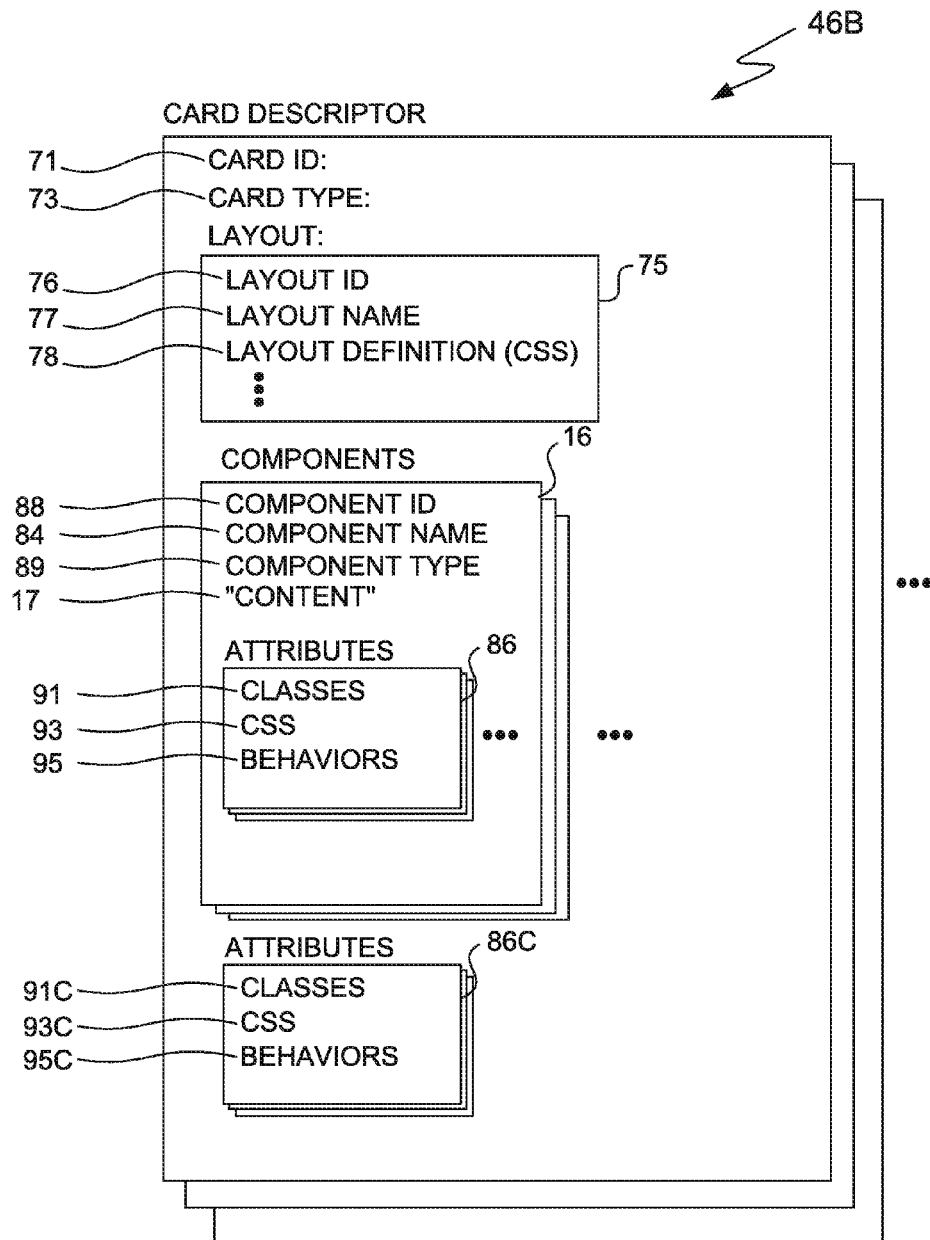 46B
CARD DESCRIPTOR
71 CARD ID:
73 CARD TYPE:
LAYOUT:
75
76 LAYOUT ID
77 LAYOUT NAME
78 LAYOUT DEFINITION (CSS)
16
COMPONENTS
88 COMPONENT ID
84 COMPONENT NAME
89 COMPONENT TYPE
17 "CONTENT"
ATTRIBUTES 86
91 CLASSES
93 CSS
95 BEHAVIORS
ATTRIBUTES 86C
91C CLASSES
93C CSS
95C BEHAVIORS